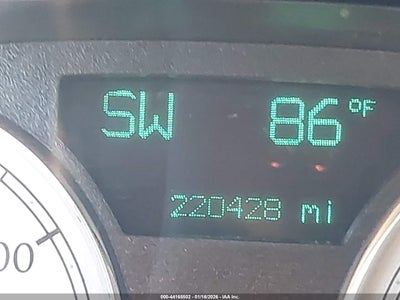 SW 86°F
220428 mi
00
000-44165502 - 01/16/2026 - IAA Inc.